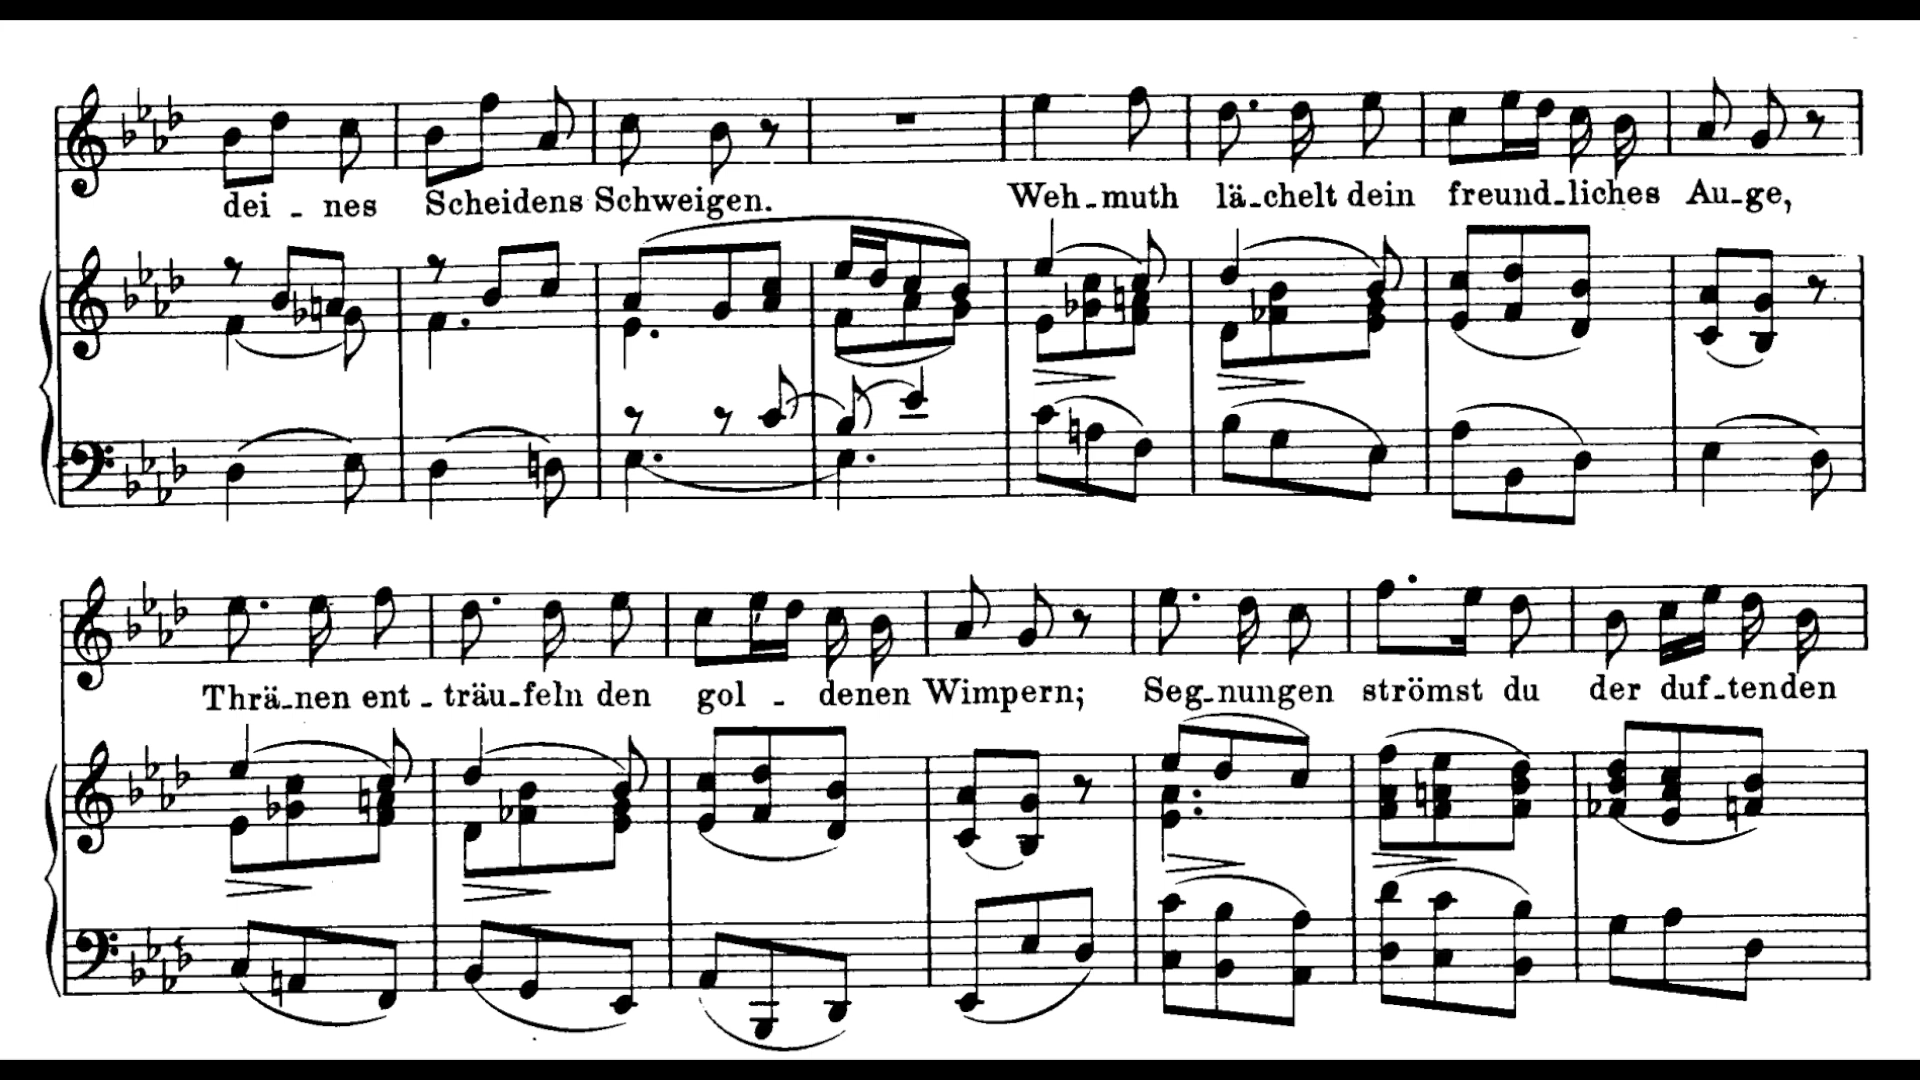 dei - nes Scheidens Schweigen. Weh-muth lä-chelt dein freund-liches Au-ge,
Thrä-nen ent-träu-feln den gol - denen Wimpern; Seg-nungen strömst du der duf-tenden